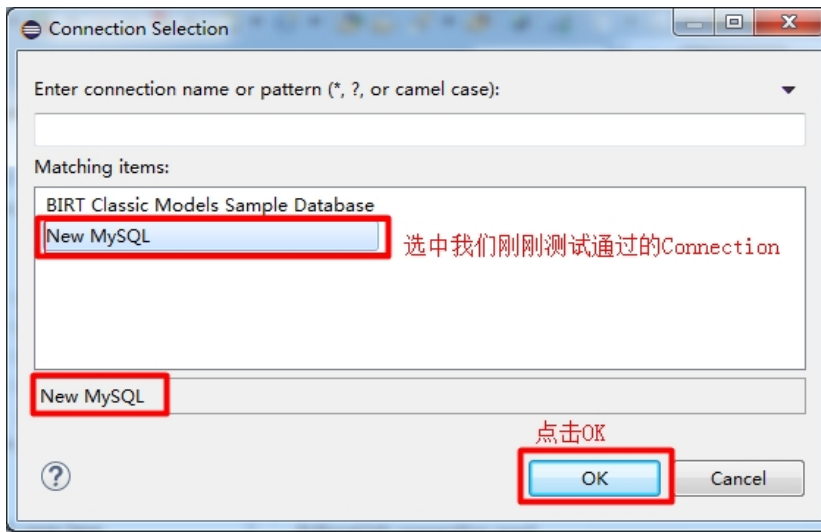 Connection Selection
Enter connection name or pattern (*, ?, or camel case):
Matching items:
BIRT Classic Models Sample Database
New MySQL
选中我们刚刚测试通过的Connection
New MySQL
点击OK
OK
Cancel